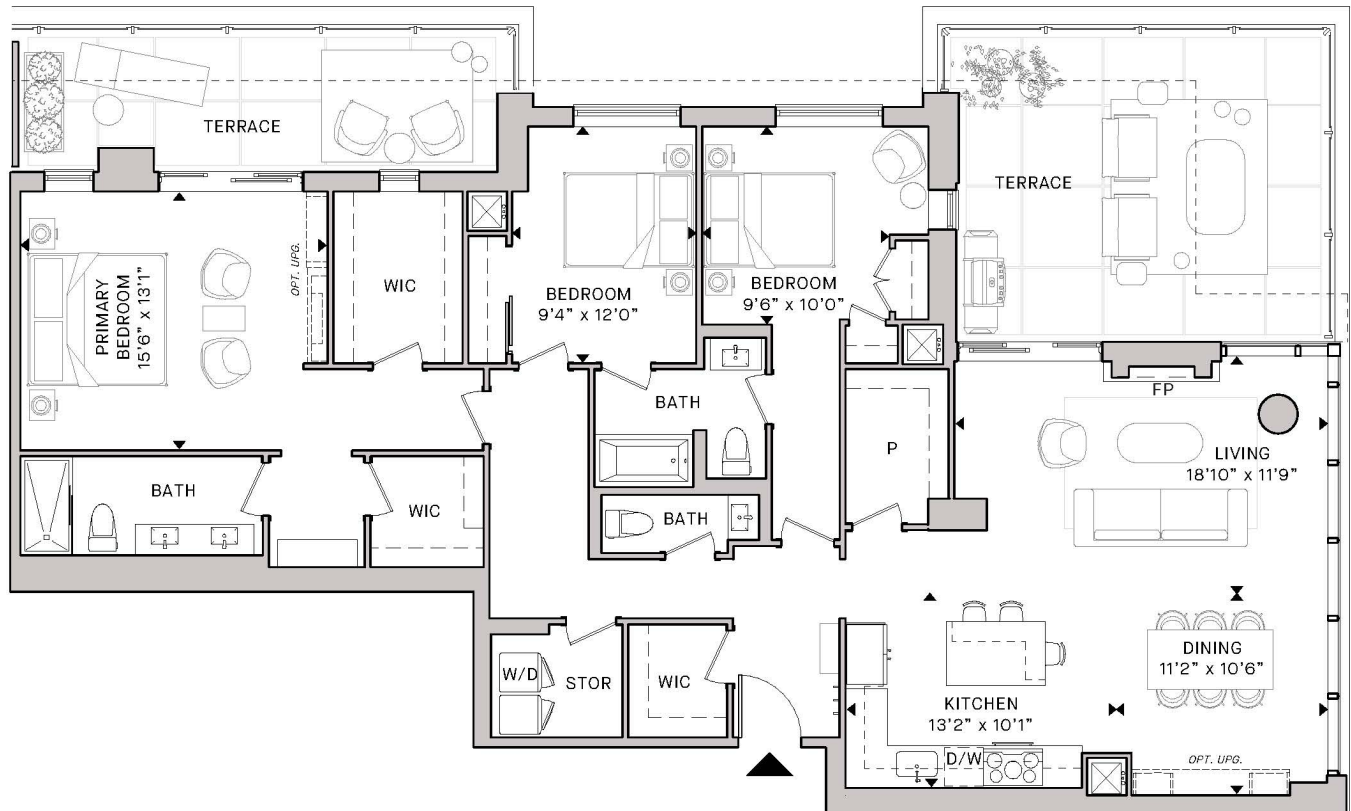 TERRACE
TERRACE
PRIMARY
BEDROOM
15'6" x 13'1"
OPT. UPG.
WIC
BEDROOM
9'4" x 12'0"
BEDROOM
9'6" x 10'0"
FP
LIVING
18'10" x 11'9"
BATH
P
BATH
WIC
BATH
W/D
STOR
WIC
KITCHEN
13'2" x 10'1"
DINING
11'2" x 10'6"
D/W
OPT. UPG.